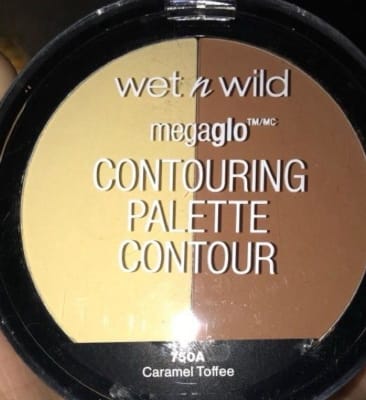 wet n wild
megaglo™/MC
CONTOURING
PALETTE
CONTOUR
750A
Caramel Toffee